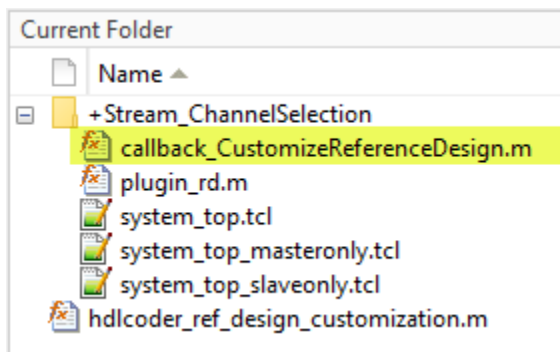 Current Folder
Name
+Stream_ChannelSelection
callback_CustomizeReferenceDesign.m
plugin_rd.m
system_top.tcl
system_top_masteronly.tcl
system_top_slaveonly.tcl
hdlcoder_ref_design_customization.m